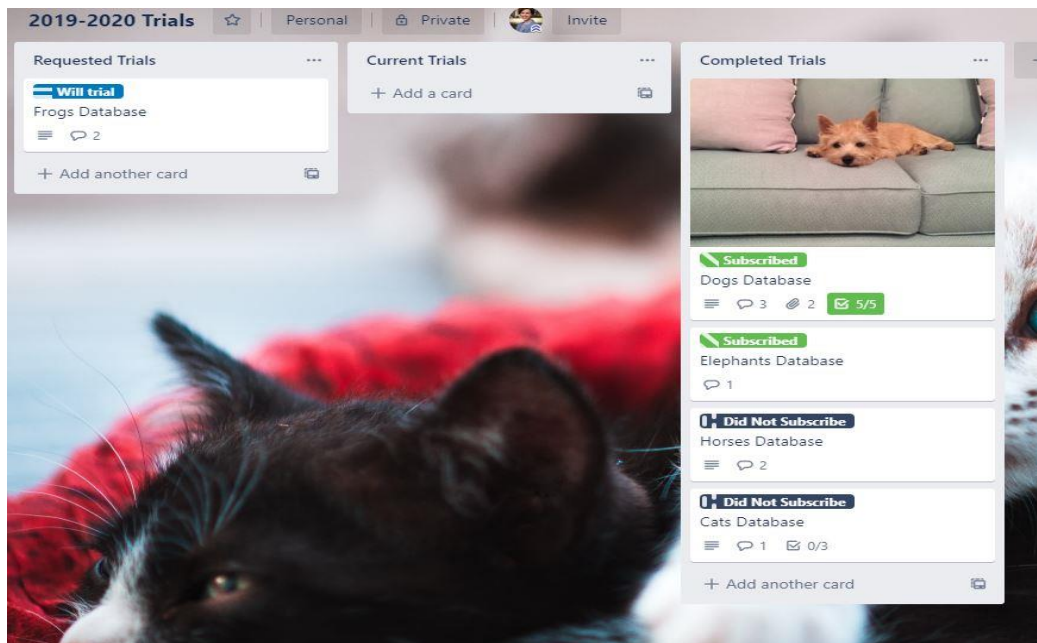 2019-2020 Trials Personal Private Invite
Requested Trials
Will trial
Frogs Database
2
+ Add another card
Current Trials
+ Add a card
Completed Trials
Subscribed
Dogs Database
3 2 5/5
Subscribed
Elephants Database
1
Did Not Subscribe
Horses Database
2
Did Not Subscribe
Cats Database
1 0/3
+ Add another card